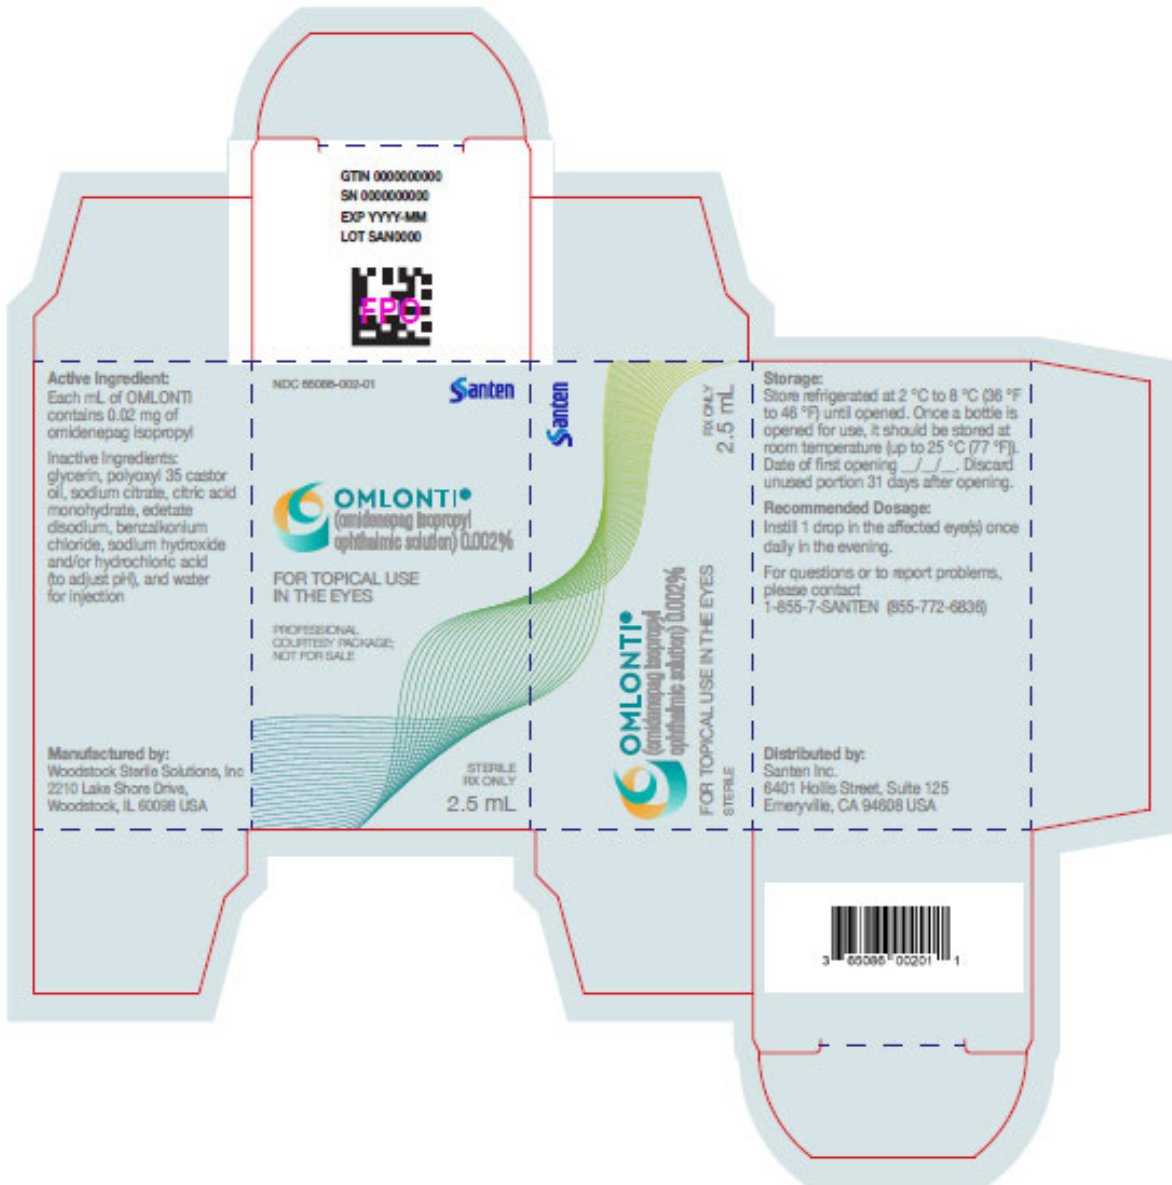 GTIN 0000000000
SN 0000000000
EXP YYYY-MM
LOT SAN0000
FPO
Active Ingredient:
Each mL of OMLONTI
contains 0.02 mg of
omidenepag isopropyl
Inactive Ingredients:
glycerin, polyoxyl 35 castor
oil, sodium citrate, citric acid
monohydrate, edetate
disodium, benzalkonium
chloride, sodium hydroxide
and/or hydrochloric acid
(to adjust pH), and water
for injection
Manufactured by:
Woodstock Sterile Solutions, Inc
2210 Lake Shore Drive,
Woodstock, IL 60098 USA
NDC 65086-002-01
Santen
OMLONTI®
(omidenepag isopropyl
ophthalmic solution) 0.002%
FOR TOPICAL USE
IN THE EYES
PROFESSIONAL
COURTESY PACKAGE;
NOT FOR SALE
STERILE
RX ONLY
2.5 mL
Santen
RX ONLY
2.5 mL
OMLONTI®
(omidenepag isopropyl
ophthalmic solution) 0.002%
FOR TOPICAL USE IN THE EYES
STERILE
Storage:
Store refrigerated at 2 °C to 8 °C (36 °F
to 46 °F) until opened. Once a bottle is
opened for use, it should be stored at
room temperature (up to 25 °C (77 °F)).
Date of first opening __/__/__. Discard
unused portion 31 days after opening.
Recommended Dosage:
Instill 1 drop in the affected eye(s) once
daily in the evening.
For questions or to report problems,
please contact
1-855-7-SANTEN (855-772-6836)
Distributed by:
Santen Inc.
6401 Hollis Street, Suite 125
Emeryville, CA 94608 USA
3 65086 00201 1